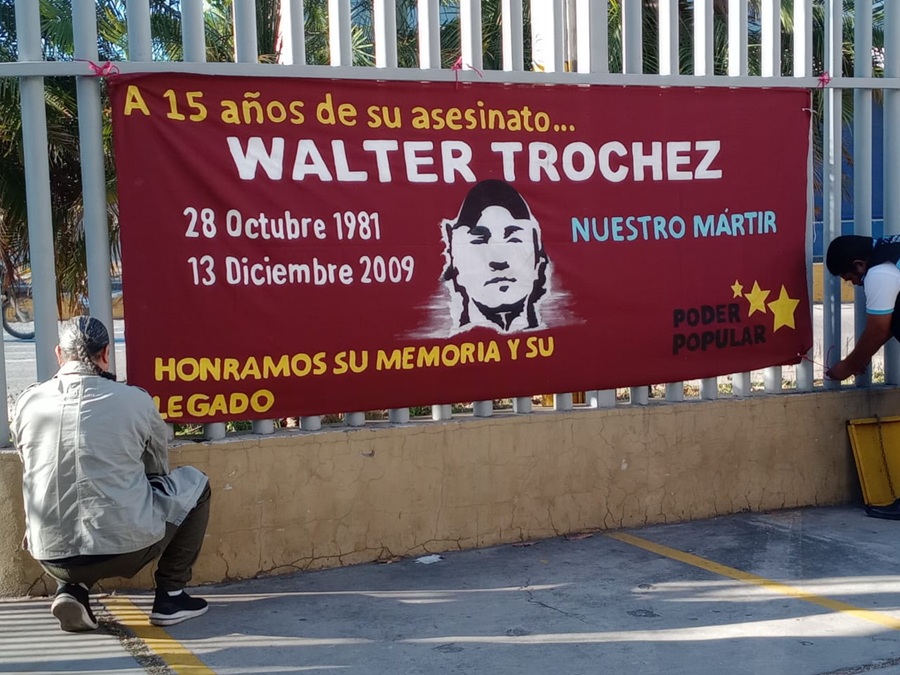 A 15 años de su asesinato...
WALTER TROCHEZ
28 Octubre 1981
13 Diciembre 2009
NUESTRO MÁRTIR
PODER
POPULAR
HONRAMOS SU MEMORIA Y SU
LEGADO